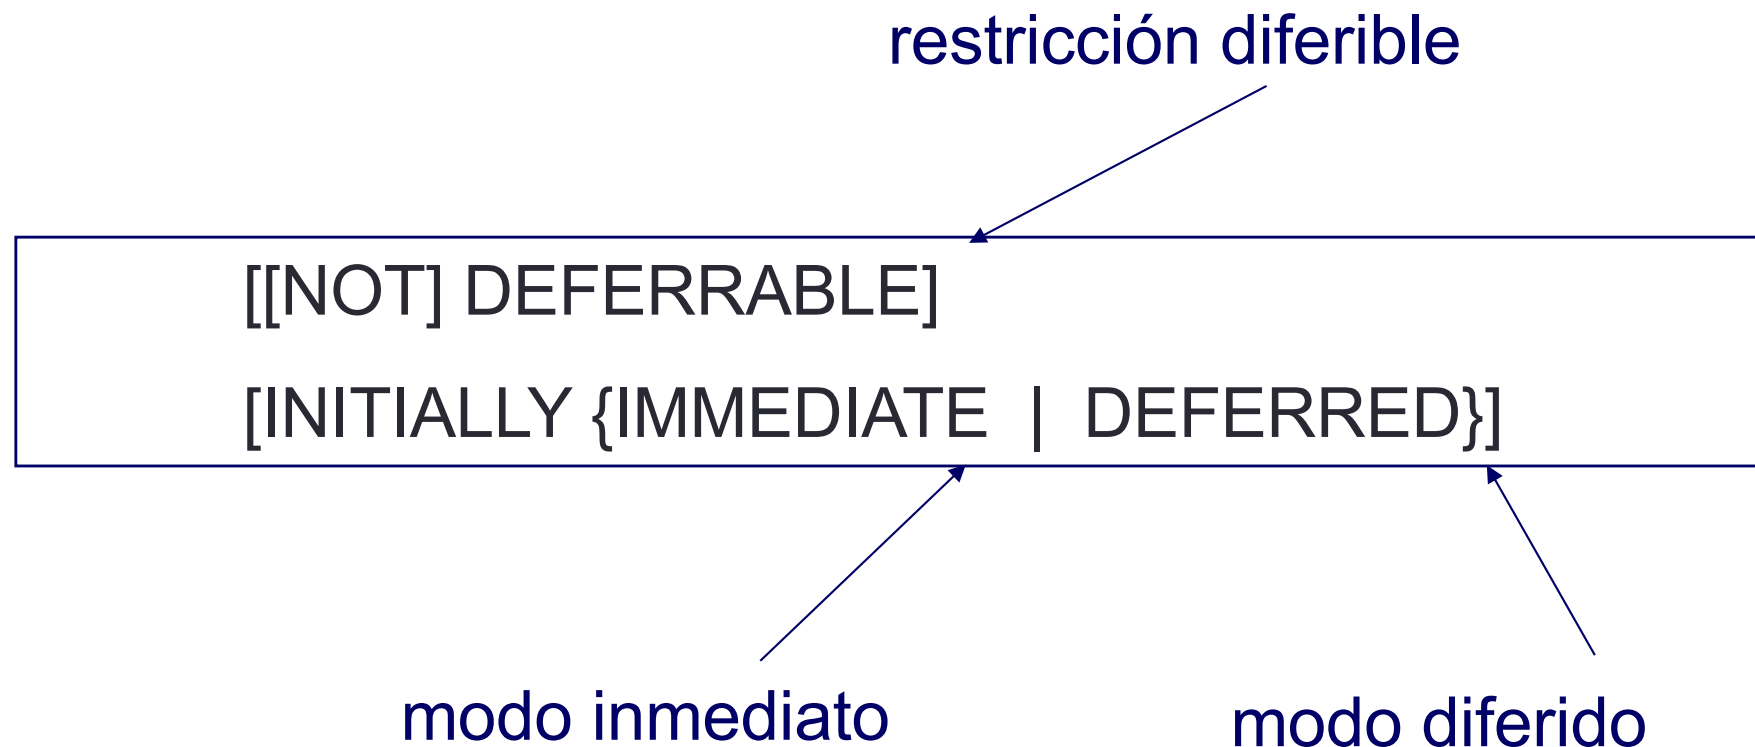 restricción diferible
[[NOT] DEFERRABLE]
[INITIALLY {IMMEDIATE | DEFERRED}]
modo inmediato
modo diferido